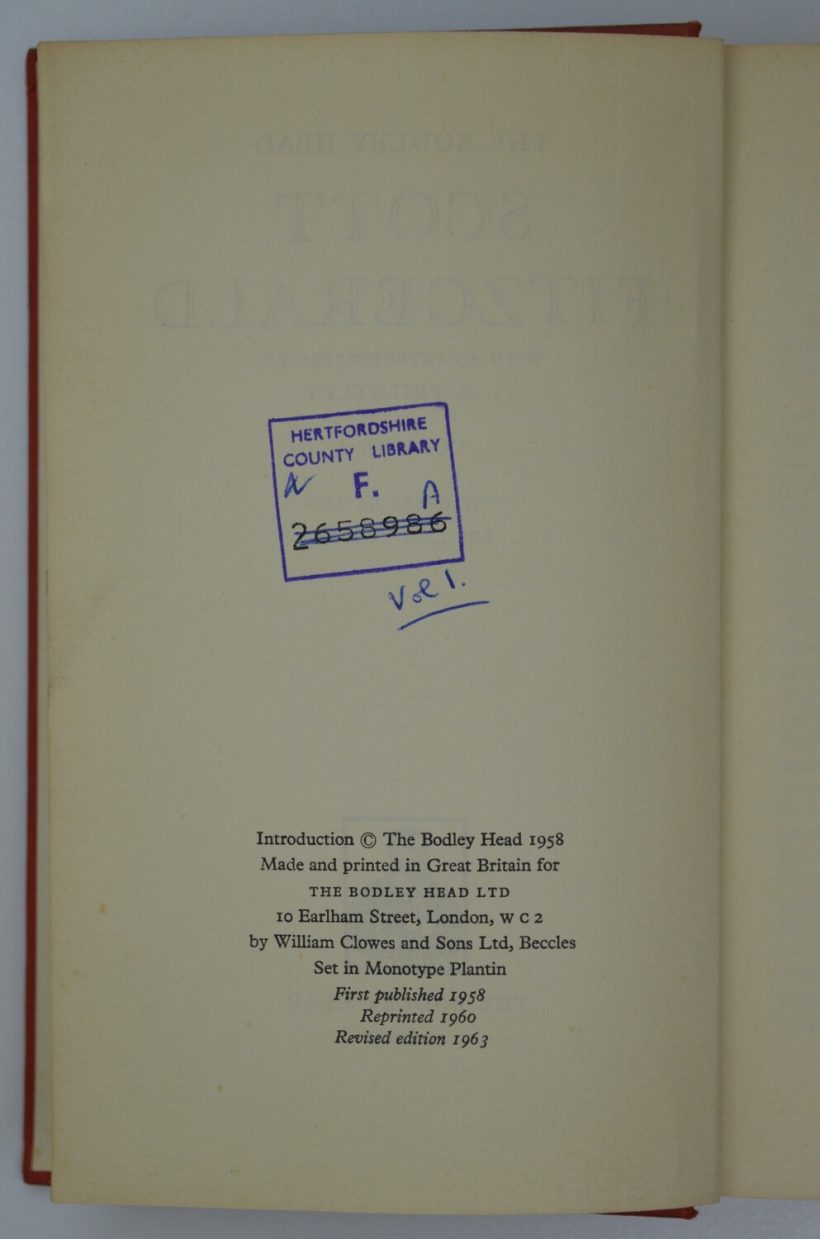 HERTFORDSHIRE
COUNTY LIBRARY
N F. A
2658986
Vol 1.
Introduction © The Bodley Head 1958
Made and printed in Great Britain for
THE BODLEY HEAD LTD
10 Earlham Street, London, W C 2
by William Clowes and Sons Ltd, Beccles
Set in Monotype Plantin
First published 1958
Reprinted 1960
Revised edition 1963